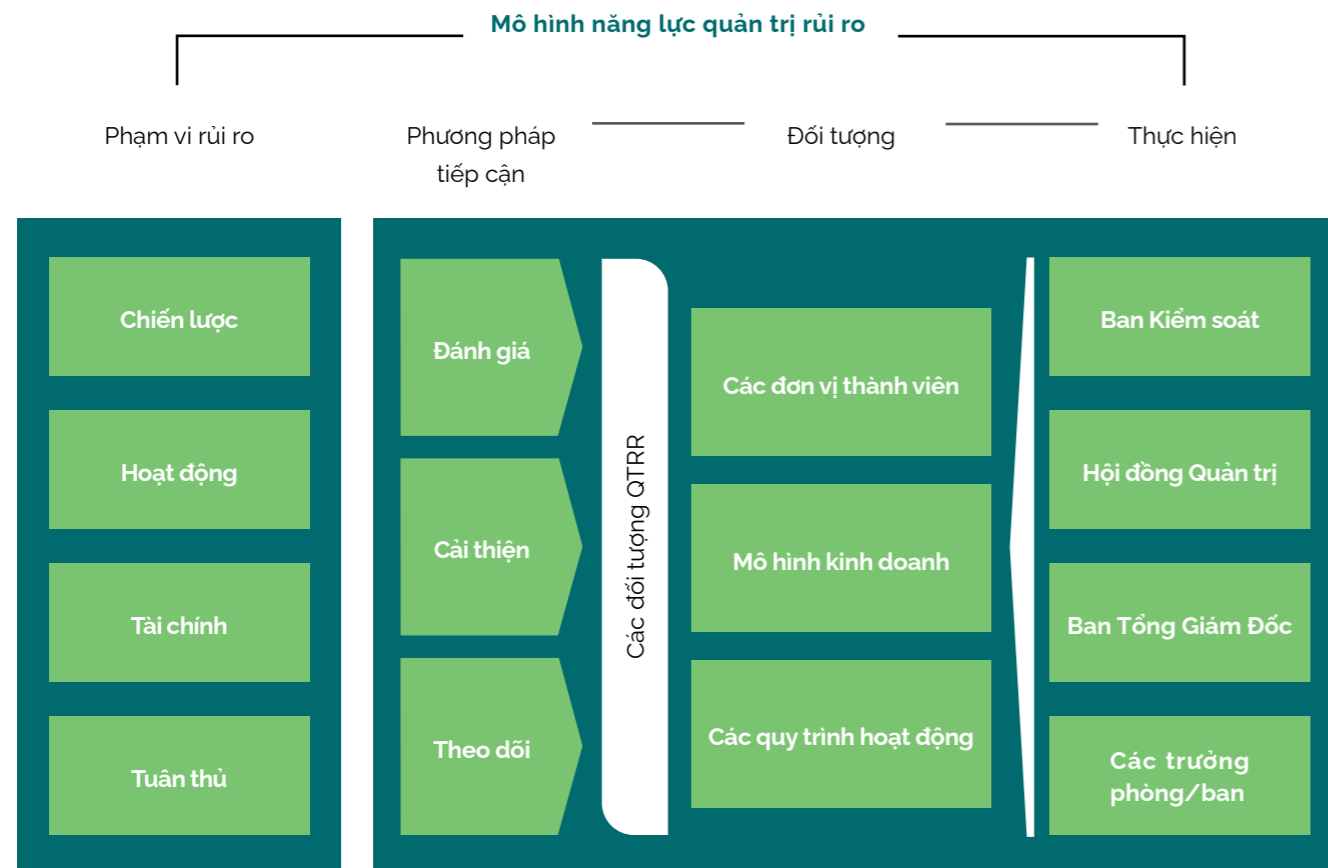 Mô hình năng lực quản trị rủi ro
Phạm vi rủi ro
Phương pháp
tiếp cận
Đối tượng
Thực hiện
Chiến lược
Hoạt động
Tài chính
Tuân thủ
Đánh giá
Cải thiện
Theo dõi
Các đối tượng QTRR
Các đơn vị thành viên
Mô hình kinh doanh
Các quy trình hoạt động
Ban Kiểm soát
Hội đồng Quản trị
Ban Tổng Giám Đốc
Các trưởng
phòng/ban